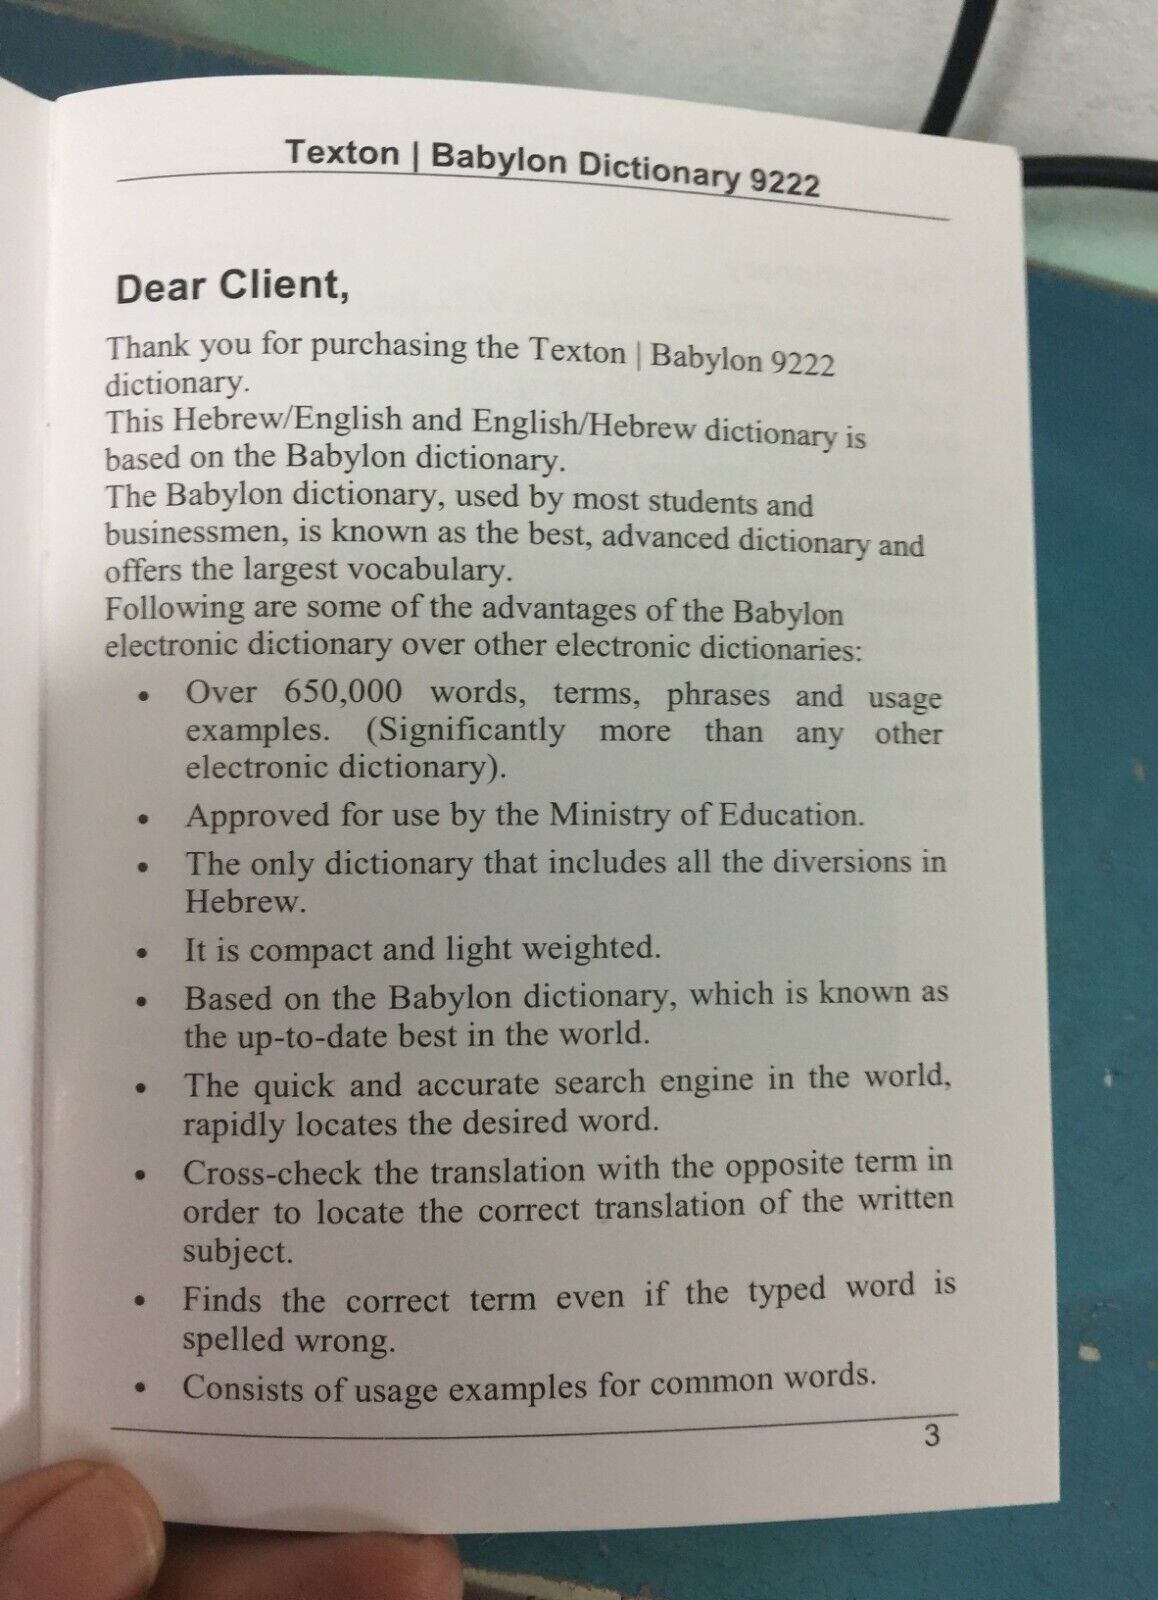 Texton | Babylon Dictionary 9222
Dear Client,
Thank you for purchasing the Texton | Babylon 9222
dictionary.
This Hebrew/English and English/Hebrew dictionary is
based on the Babylon dictionary.
The Babylon dictionary, used by most students and
businessmen, is known as the best, advanced dictionary and
offers the largest vocabulary.
Following are some of the advantages of the Babylon
electronic dictionary over other electronic dictionaries:
• Over 650,000 words, terms, phrases and usage
examples. (Significantly more than any other
electronic dictionary).
• Approved for use by the Ministry of Education.
• The only dictionary that includes all the diversions in
Hebrew.
• It is compact and light weighted.
• Based on the Babylon dictionary, which is known as
the up-to-date best in the world.
• The quick and accurate search engine in the world,
rapidly locates the desired word.
• Cross-check the translation with the opposite term in
order to locate the correct translation of the written
subject.
• Finds the correct term even if the typed word is
spelled wrong.
• Consists of usage examples for common words.
3